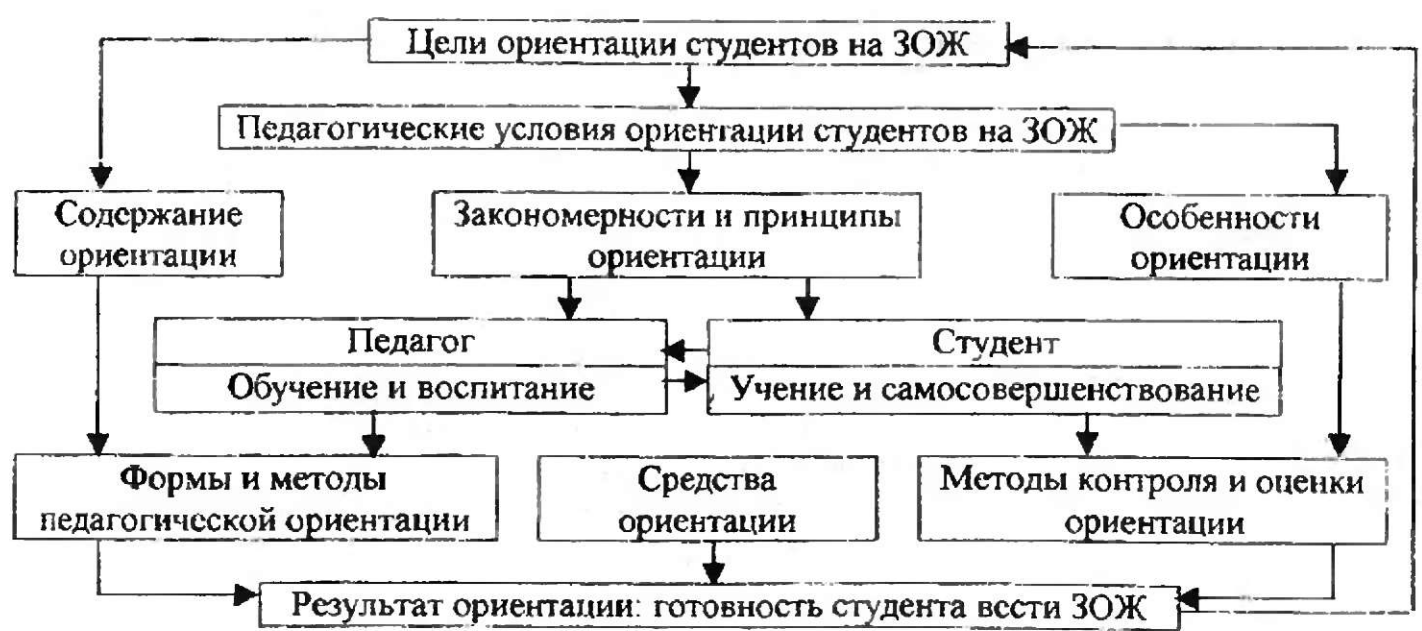 Цели ориентации студентов на ЗОЖ
Педагогические условия ориентации студентов на ЗОЖ
Содержание
ориентации
Закономерности и принципы
ориентации
Особенности
ориентации
Педагог
Студент
Обучение и воспитание
Учение и самосовершенствование
Формы и методы
педагогической ориентации
Средства
ориентации
Методы контроля и оценки
ориентации
Результат ориентации: готовность студента вести ЗОЖ